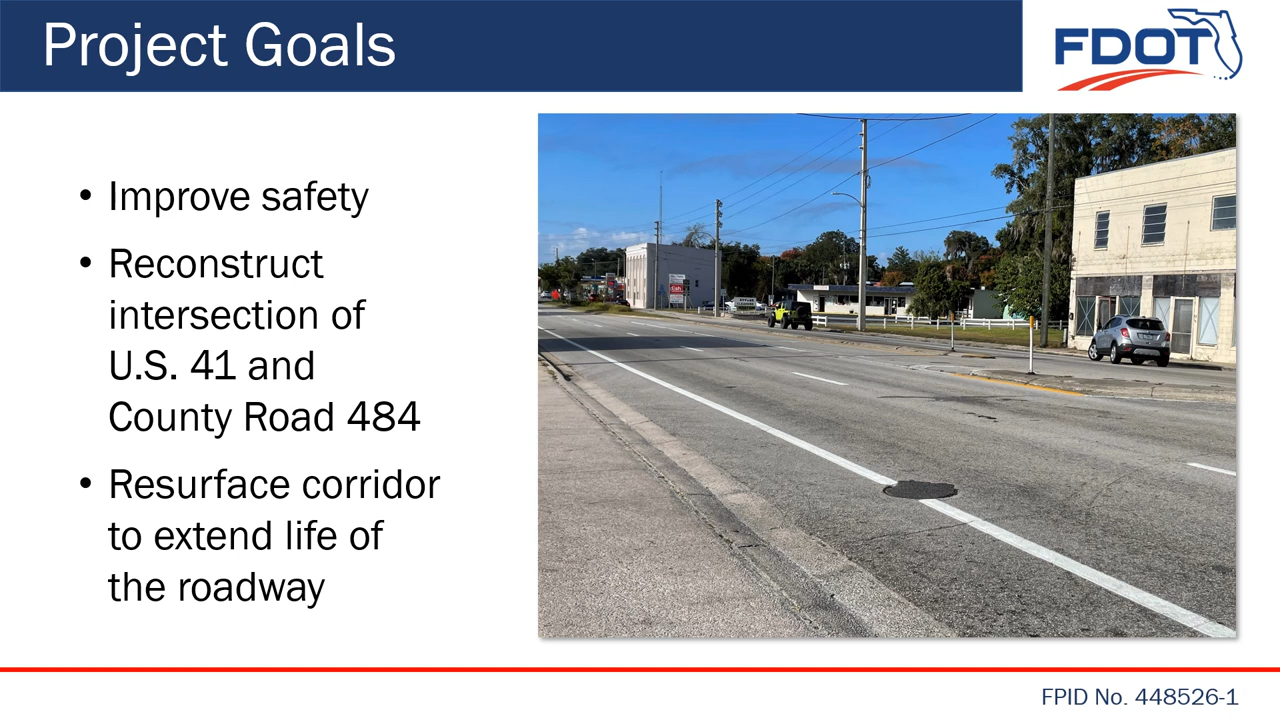 Project Goals
FDOT
• Improve safety
• Reconstruct
intersection of
U.S. 41 and
County Road 484
• Resurface corridor
to extend life of
the roadway
FPID No. 448526-1